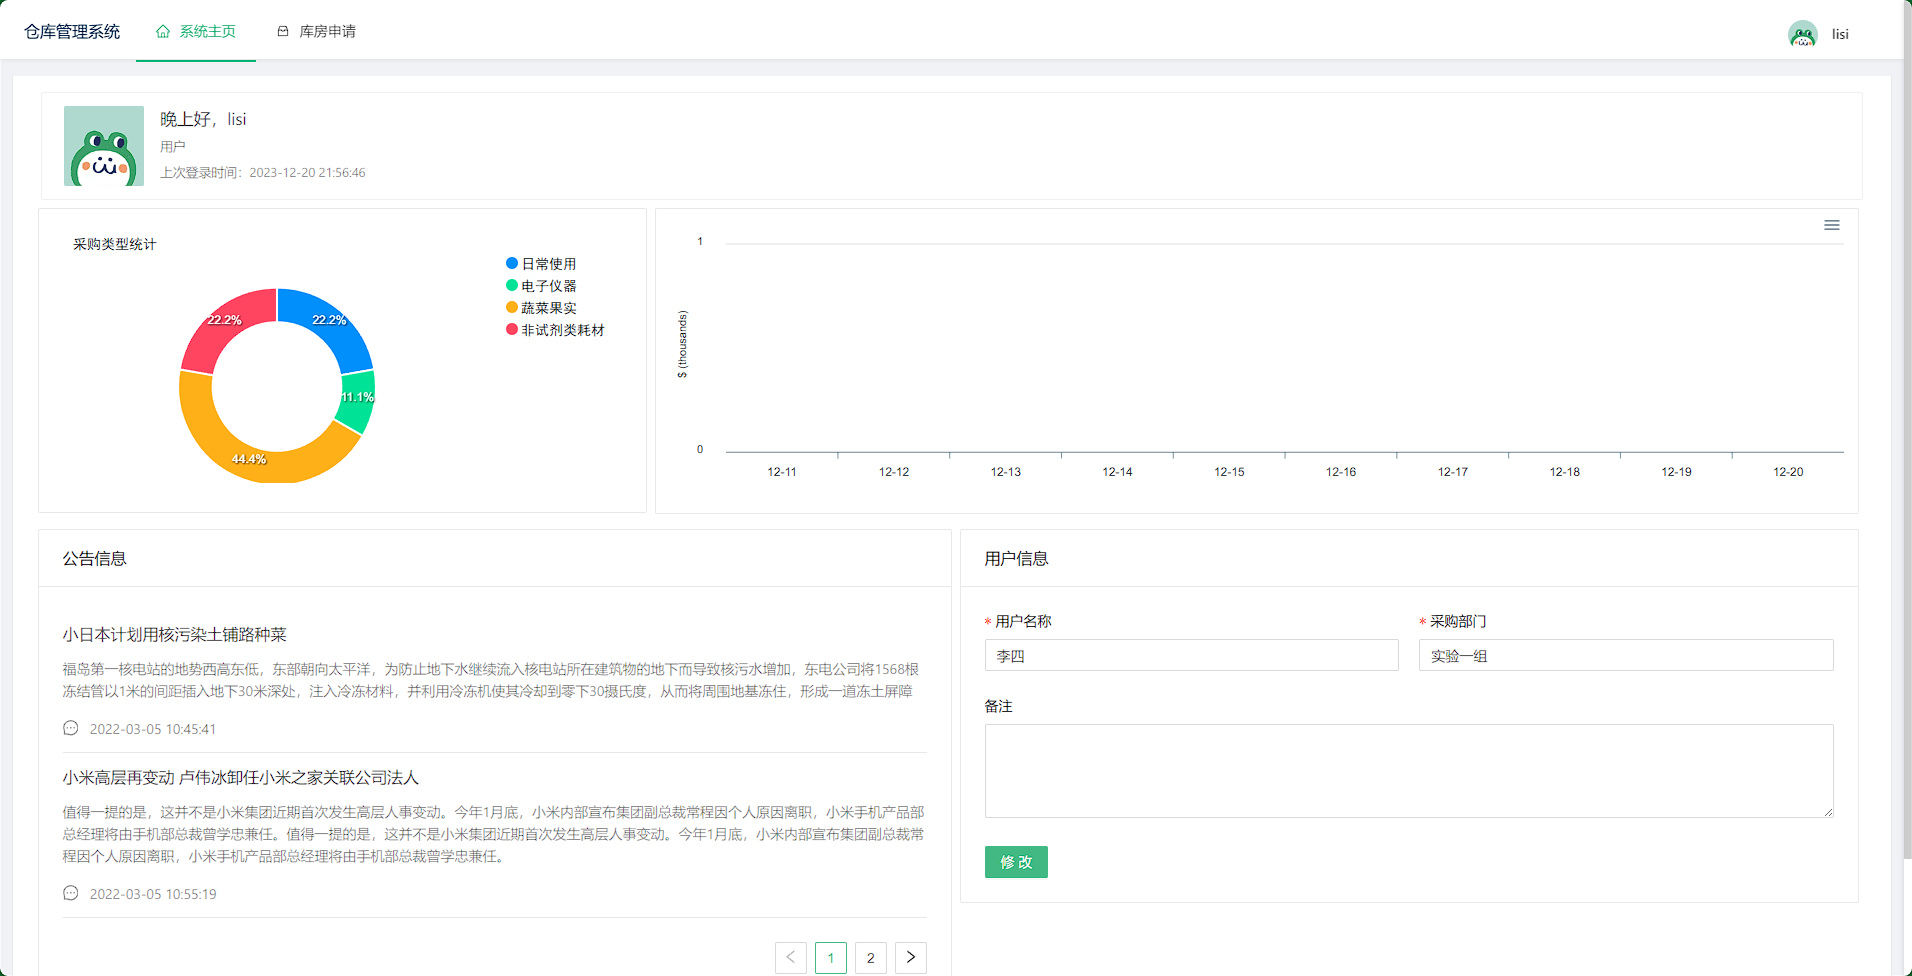 仓库管理系统
系统主页
库房申请
lisi
晚上好，lisi
用户
上次登录时间：2023-12-20 21:56:46
采购类型统计
日常使用
电子仪器
蔬菜果实
非试剂类耗材
22.2%
22.2%
11.1%
44.4%
1
$ (thousands)
0
12-11
12-12
12-13
12-14
12-15
12-16
12-17
12-18
12-19
12-20
公告信息
小日本计划用核污染土铺路种菜
福岛第一核电站的地势西高东低，东部朝向太平洋，为防止地下水继续流入核电站所在建筑物的地下而导致核污水增加，东电公司将1568根
冻结管以1米的间距插入地下30米深处，注入冷冻材料，并利用冷冻机使其冷却到零下30摄氏度，从而将周围地基冻住，形成一道冻土屏障
2022-03-05 10:45:41
小米高层再变动 卢伟冰卸任小米之家关联公司法人
值得一提的是，这并不是小米集团近期首次发生高层人事变动。今年1月底，小米内部宣布集团副总裁常程因个人原因离职，小米手机产品部
总经理将由手机部总裁曾学忠兼任。值得一提的是，这并不是小米集团近期首次发生高层人事变动。今年1月底，小米内部宣布集团副总裁常
程因个人原因离职，小米手机产品部总经理将由手机部总裁曾学忠兼任。
2022-03-05 10:55:19
1
2
用户信息
* 用户名称
李四
* 采购部门
实验一组
备注
修 改